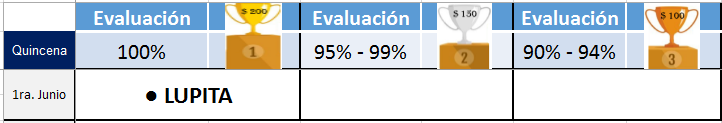 Evaluación $ 200 Evaluación $ 150 Evaluación $ 100
Quincena 100% 1 95% - 99% 2 90% - 94% 3
1ra. Junio • LUPITA